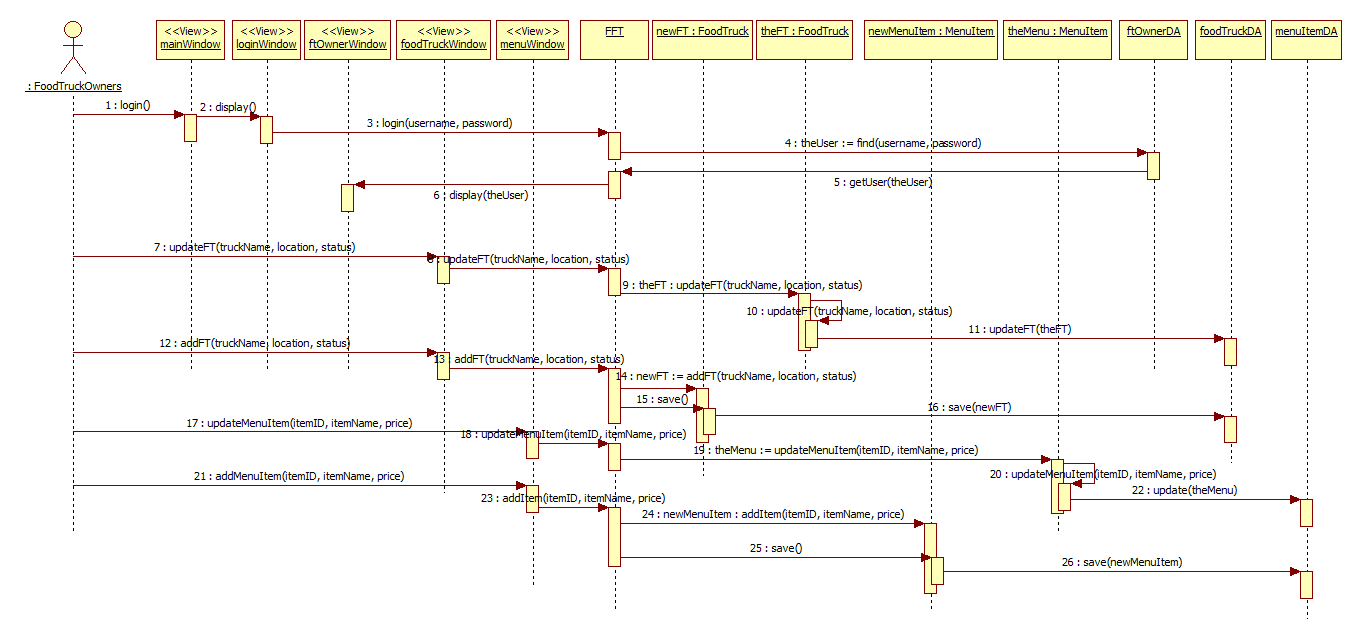 <<View>>
mainWindow
<<View>>
loginWindow
<<View>>
ftOwnerWindow
<<View>>
foodTruckWindow
<<View>>
menuWindow
FFT
newFT : FoodTruck
theFT : FoodTruck
newMenuItem : MenuItem
theMenu : MenuItem
ftOwnerDA
foodTruckDA
menuItemDA
: FoodTruckOwners
1 : login()
2 : display()
3 : login(username, password)
4 : theUser := find(username, password)
5 : getUser(theUser)
6 : display(theUser)
7 : updateFT(truckName, location, status)
8 : updateFT(truckName, location, status)
9 : theFT : updateFT(truckName, location, status)
10 : updateFT(truckName, location, status)
11 : updateFT(theFT)
12 : addFT(truckName, location, status)
13 : addFT(truckName, location, status)
14 : newFT := addFT(truckName, location, status)
15 : save()
16 : save(newFT)
17 : updateMenuItem(itemID, itemName, price)
18 : updateMenuItem(itemID, itemName, price)
19 : theMenu := updateMenuItem(itemID, itemName, price)
20 : updateMenuItem(itemID, itemName, price)
21 : addMenuItem(itemID, itemName, price)
22 : update(theMenu)
23 : addItem(itemID, itemName, price)
24 : newMenuItem : addItem(itemID, itemName, price)
25 : save()
26 : save(newMenuItem)